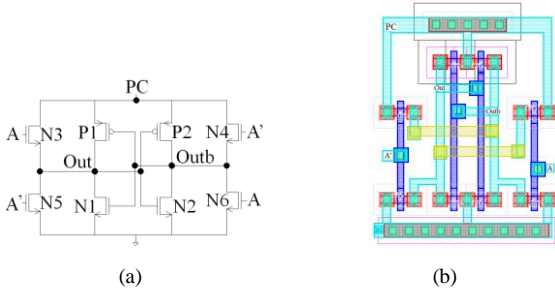 PC
A N3 P1 P2 N4 A'
Out Outb
A' N5 N1 N2 N6 A
(a)
PC
Out
Outb
A'
A
(b)